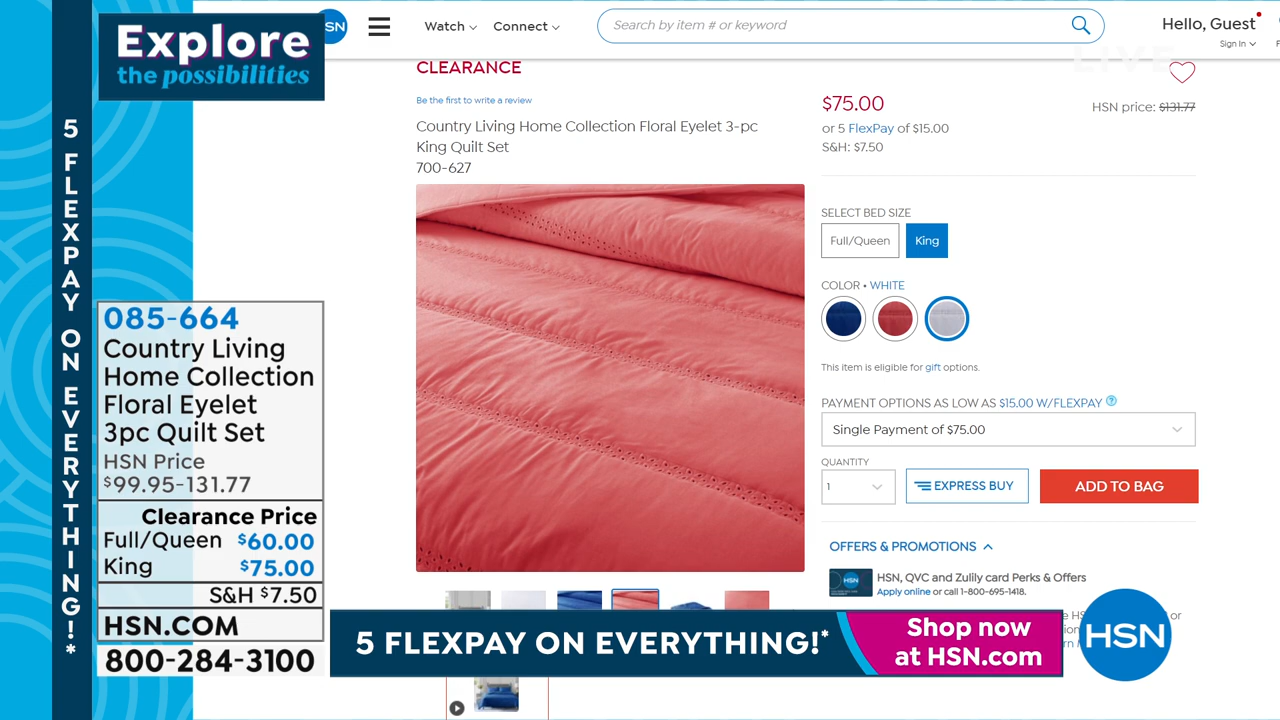 Explore
the possibilities
5 FLEXPAY ON EVERYTHING!*
085-664
Country Living
Home Collection
Floral Eyelet
3pc Quilt Set
HSN Price
$99.95-131.77
Clearance Price
Full/Queen $60.00
King $75.00
S&H $7.50
HSN.COM
800-284-3100
SN
Watch
Connect
Search by item # or keyword
Hello, Guest
Sign In
LIVE
CLEARANCE
Be the first to write a review
Country Living Home Collection Floral Eyelet 3-pc
King Quilt Set
700-627
$75.00
HSN price: $131.77
or 5 FlexPay of $15.00
S&H: $7.50
SELECT BED SIZE
Full/Queen
King
COLOR • WHITE
This item is eligible for gift options.
PAYMENT OPTIONS AS LOW AS $15.00 W/FLEXPAY ?
Single Payment of $75.00
QUANTITY
1
EXPRESS BUY
ADD TO BAG
OFFERS & PROMOTIONS
HSN
HSN, QVC and Zulily card Perks & Offers
Apply online or call 1-800-695-1418.
or
5 FLEXPAY ON EVERYTHING!*
Shop now
at HSN.com
HSN